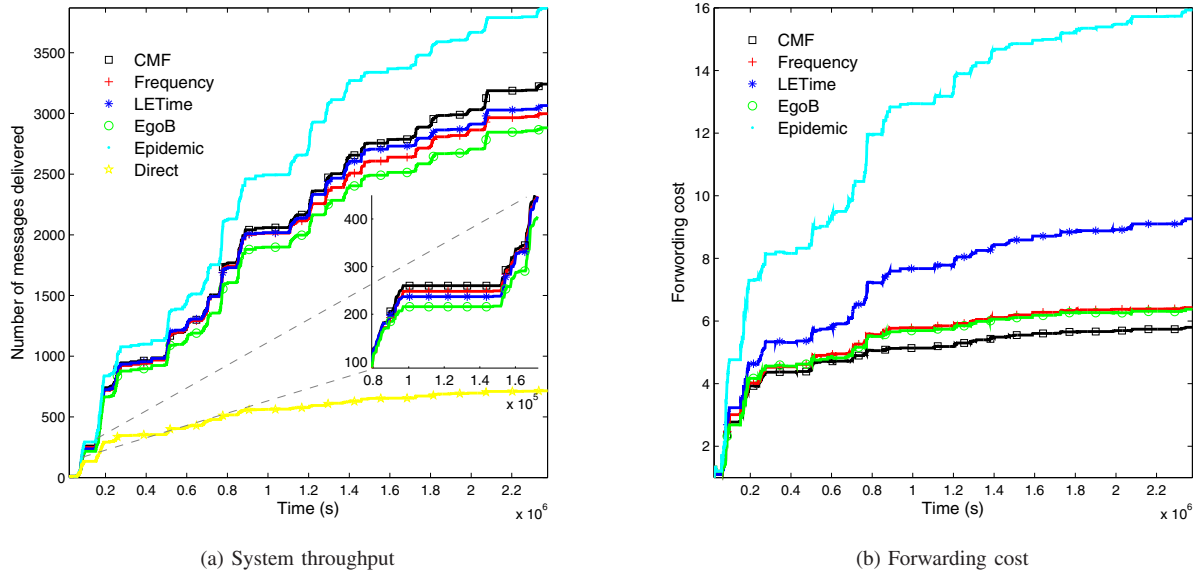 3500
3000
2500
2000
1500
1000
500
0
Number of messages delivered
CMF
Frequency
LETime
EgoB
Epidemic
Direct
400
300
200
100
0.8 1 1.2 1.4 1.6
x 10^5
0.2 0.4 0.6 0.8 1 1.2 1.4 1.6 1.8 2 2.2
Time (s)
x 10^6
(a) System throughput
16
14
12
10
8
6
4
2
Forwording cost
CMF
Frequency
LETime
EgoB
Epidemic
0.2 0.4 0.6 0.8 1 1.2 1.4 1.6 1.8 2 2.2
Time (s)
x 10^6
(b) Forwarding cost